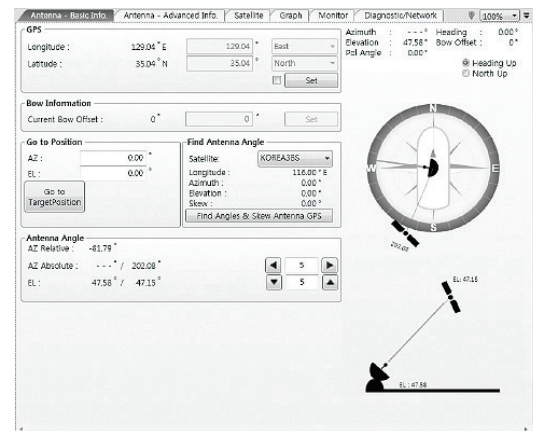 Antenna - Basic Info. Antenna - Advanced Info. Satellite Graph Monitor Diagnostic/Network 100%
GPS
Longitude : 129.04 ° E 129.04 ° East
Latitude : 35.04 ° N 35.04 ° North
Set
Bow Information
Current Bow Offset : 0° 0 ° Set
Go to Position
AZ : 0.00 °
EL : 0.00 °
Go to
TargetPosition
Find Antenna Angle
Satellite: KOREA3BS
Longitude : 116.00 ° E
Azimuth : 0.00 °
Elevation : 0.00 °
Skew : 0.00 °
Find Angles & Skew Antenna GPS
Antenna Angle
AZ Relative : -81.79 °
AZ Absolute : - - - ° / 202.08 ° 5
EL : 47.58 ° / 47.15 ° 5
Azimuth : - - - ° Heading : 0.00°
Elevation : 47.58° Bow Offset : 0°
Pol Angle : 0.00°
Heading Up
North Up
N
W
E
S
202.08
EL: 47.15
EL : 47.58